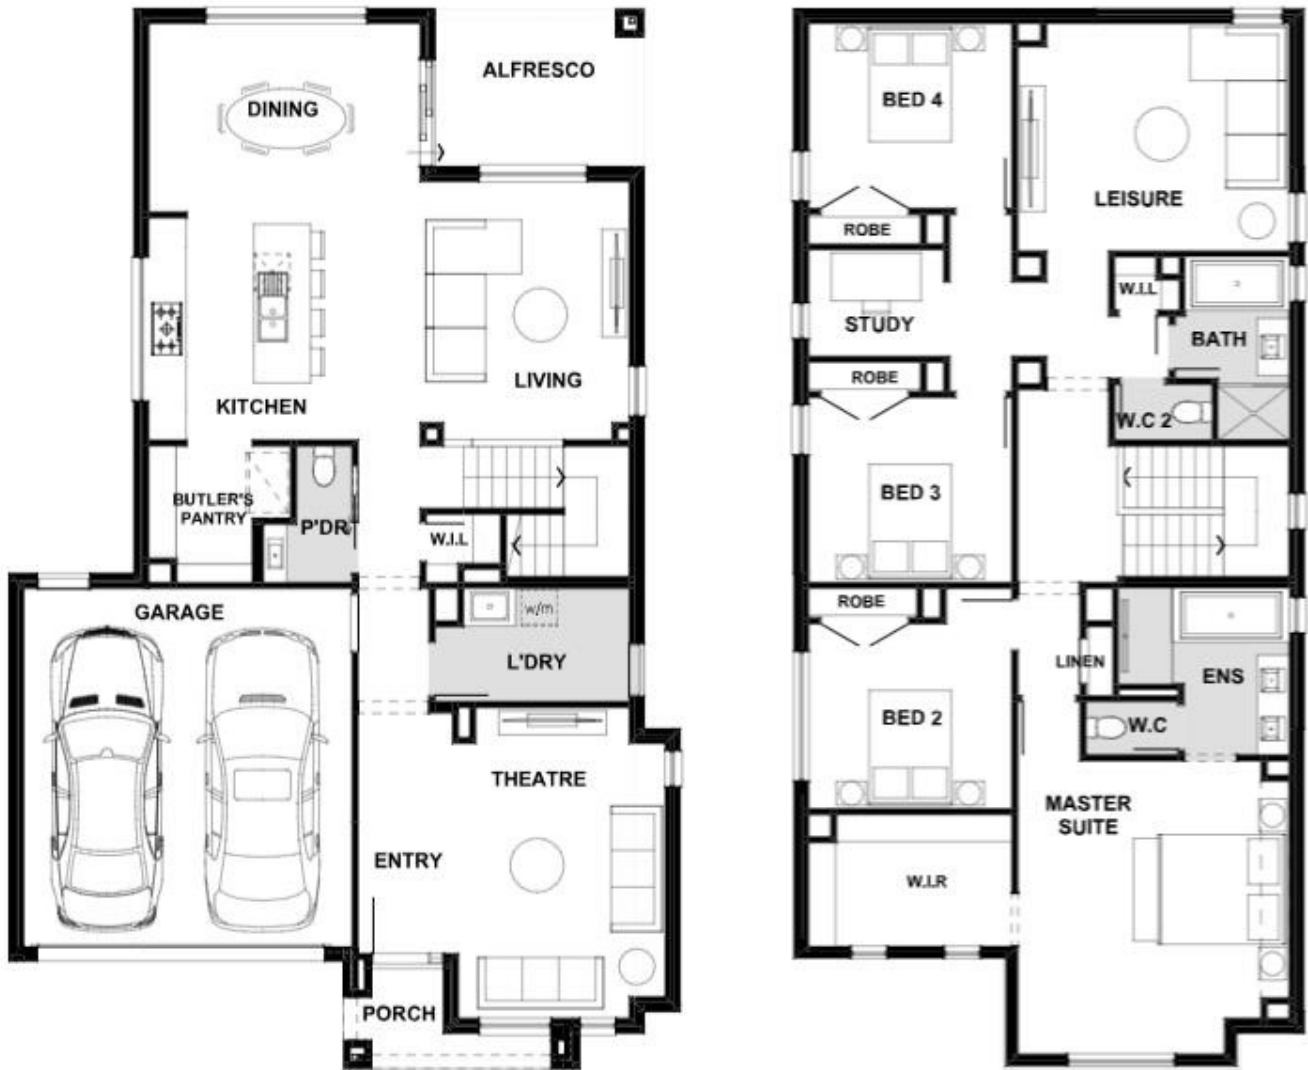 ALFRESCO
DINING
LIVING
KITCHEN
BUTLER'S
PANTRY
P'DR
W.I.L
GARAGE
w/m
L'DRY
THEATRE
ENTRY
PORCH
BED 4
LEISURE
ROBE
W.I.L
STUDY
BATH
ROBE
W.C 2
BED 3
ROBE
LINEN
ENS
BED 2
W.C
MASTER
SUITE
W.I.R